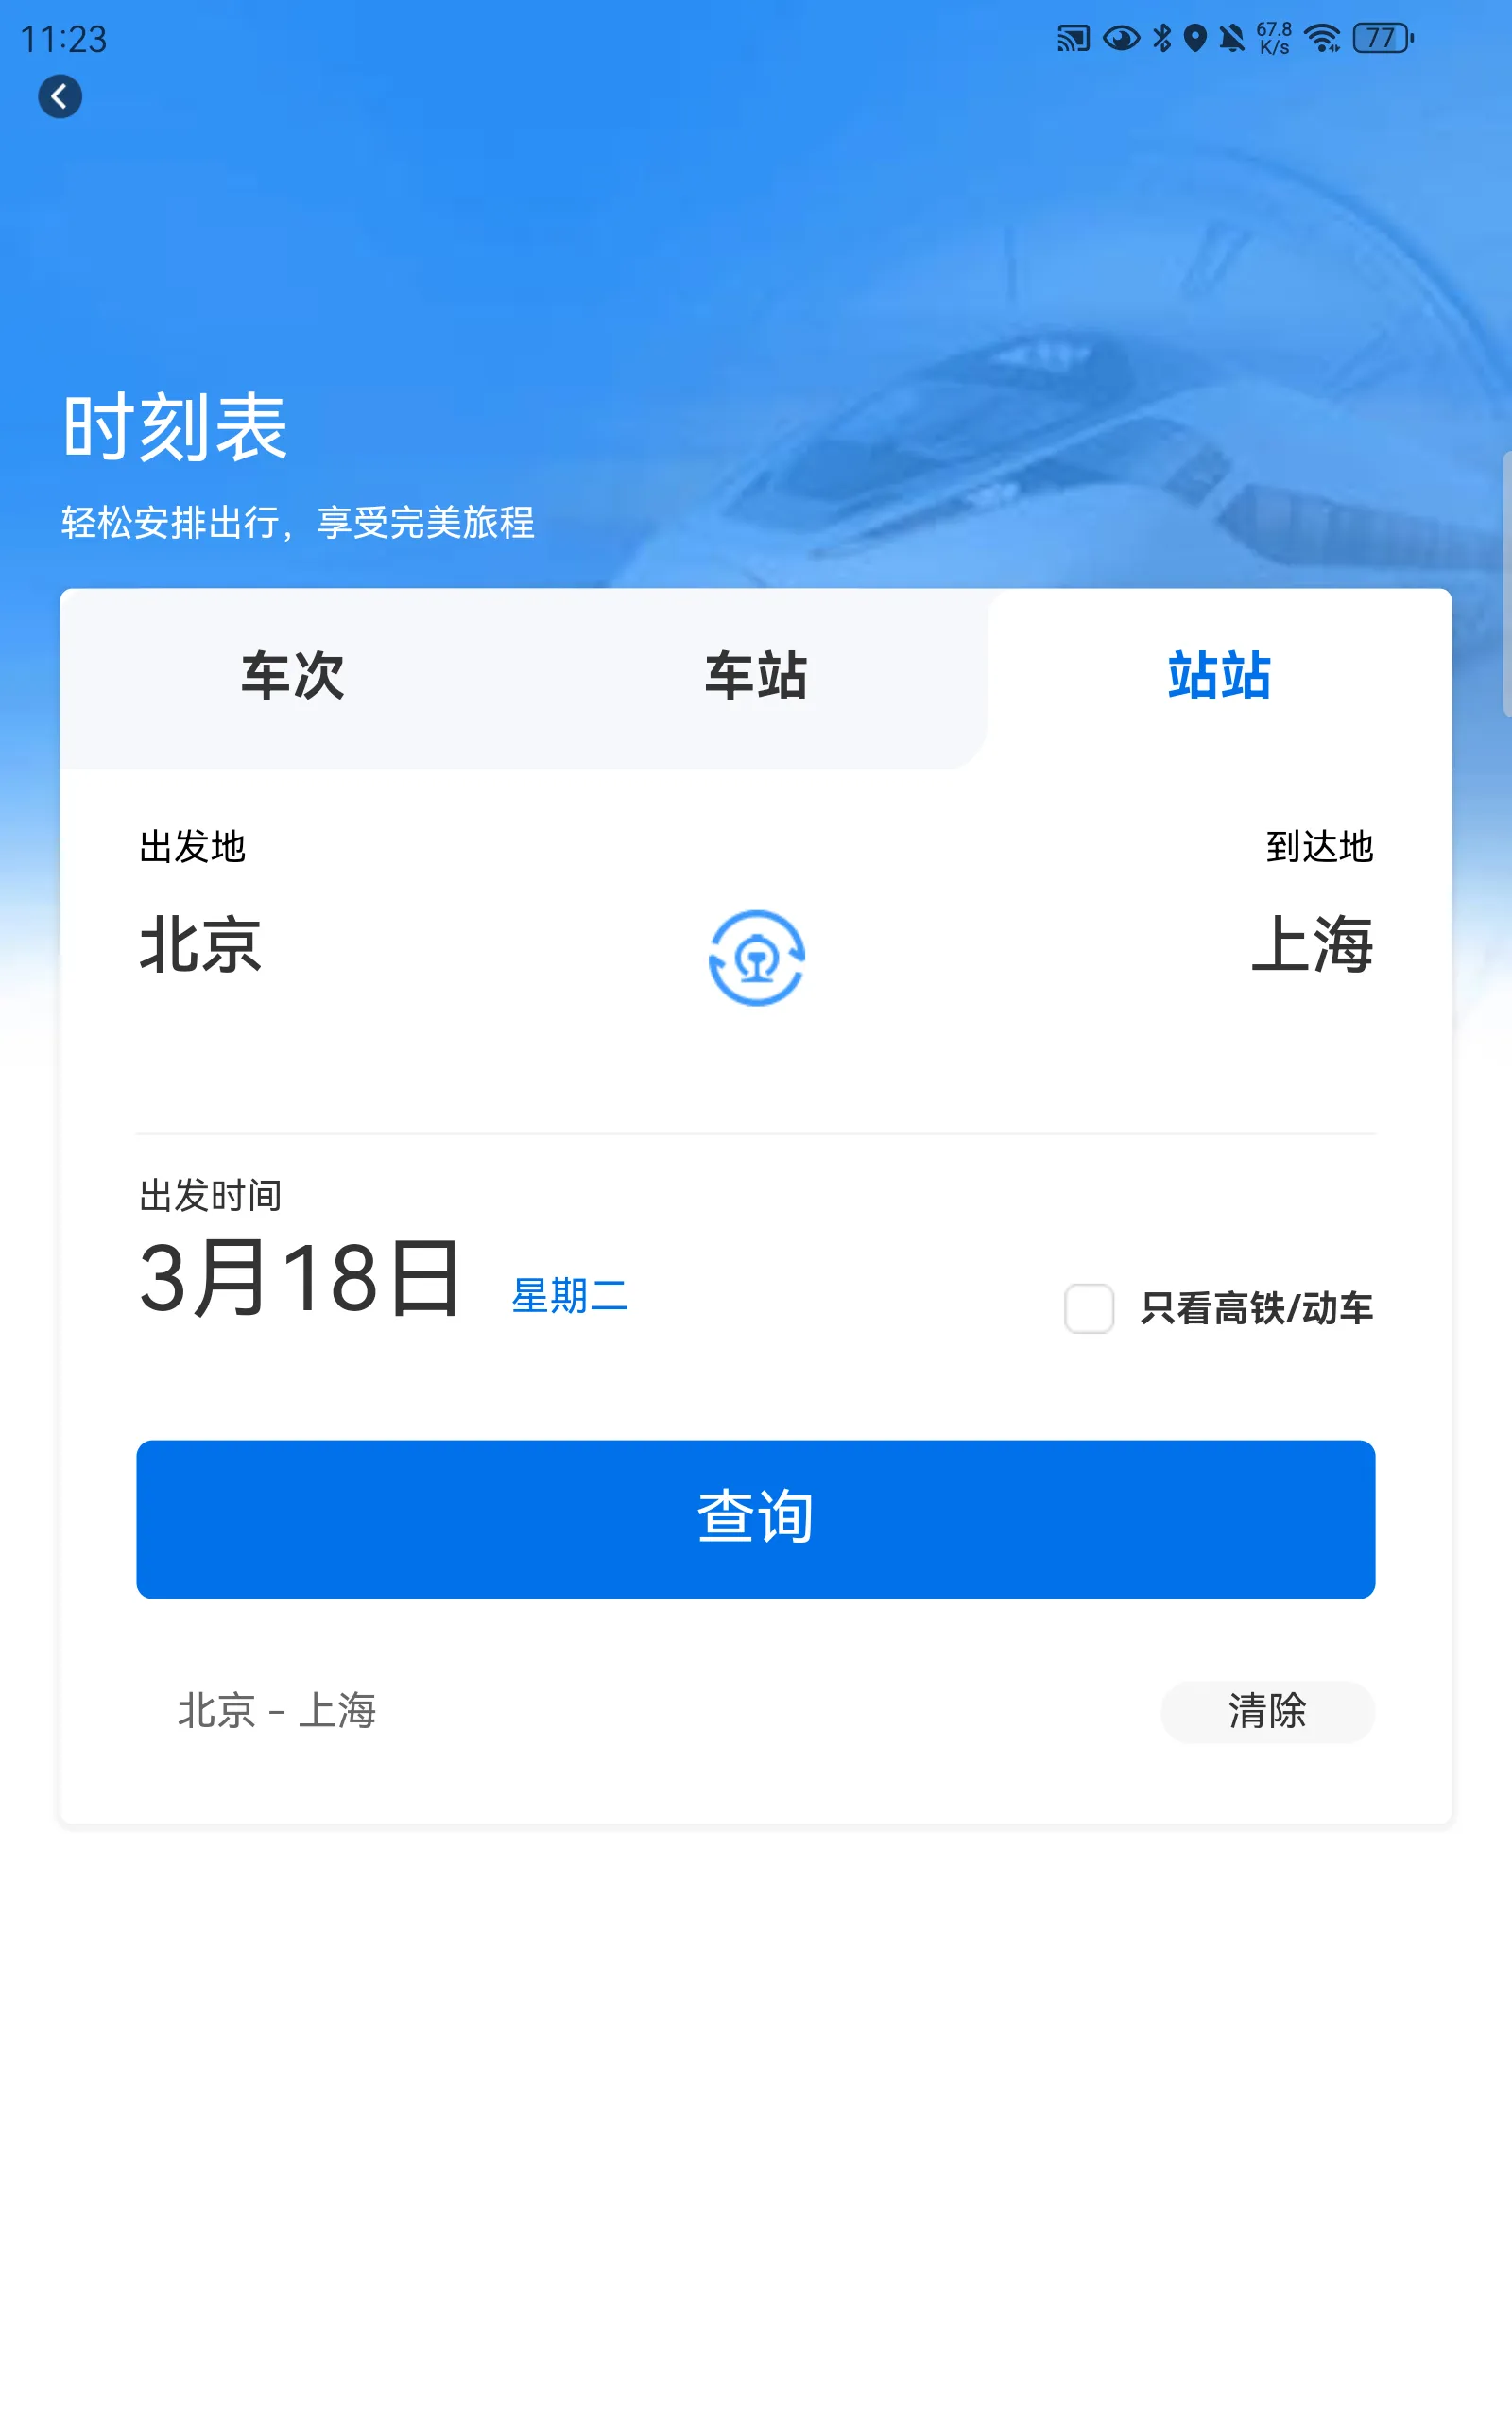 11:23
67.8
K/s
77
时刻表
轻松安排出行，享受完美旅程
车次 车站 站站
出发地 到达地
北京 上海
出发时间
3月18日 星期二 只看高铁/动车
查询
北京 - 上海 清除